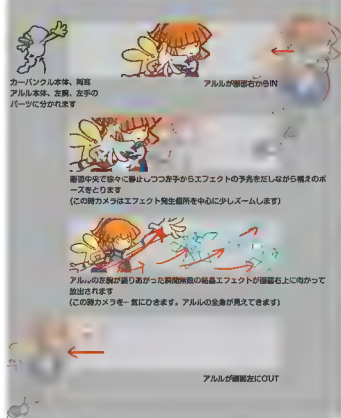 カーバンクル本体、両耳
アルル本体、左腕、左手の
パーツに分かれます
アルルが画面右からIN
画面中央で徐々に静止しつつ左手からエフェクトの予兆をだしながら構えのポ
ーズをとります
(この時カメラはエフェクト発生個所を中心に少しズームします)
アルルの左腕が振りあがった瞬間無数の結晶エフェクトが画面右上に向かって
放出されます
(この時カメラを一気にひきます。アルルの全身が見えてきます)
アルルが画面左にOUT